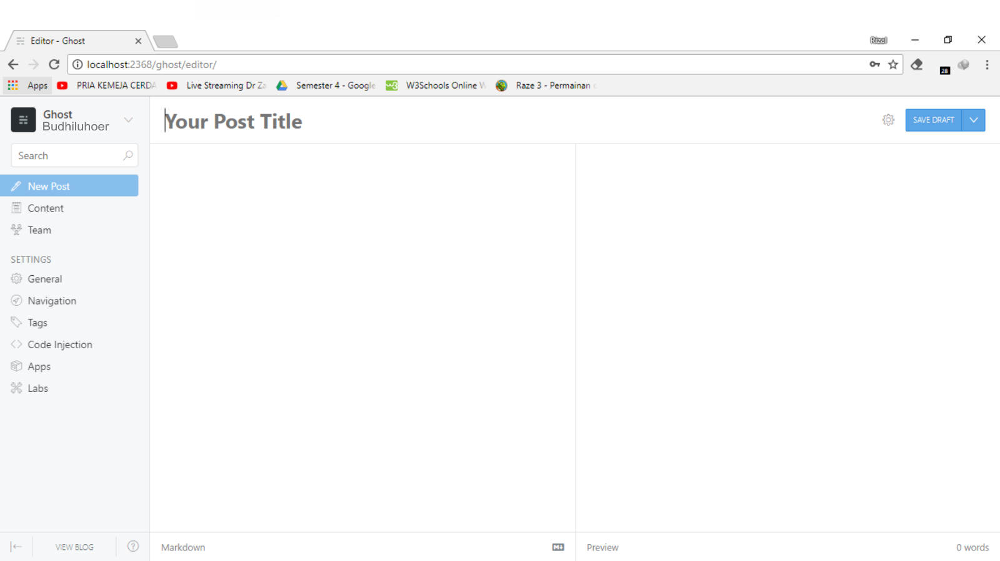 Editor - Ghost
Rizal
localhost:2368/ghost/editor/
28
Apps
PRIA KEMEJA CERDA
Live Streaming Dr Za
Semester 4 - Google
W3Schools Online W
Raze 3 - Permainan
Ghost
Budhiluhoer
Your Post Title
SAVE DRAFT
Search
New Post
Content
Team
SETTINGS
General
Navigation
Tags
Code Injection
Apps
Labs
VIEW BLOG
?
Markdown
M
Preview
0 words